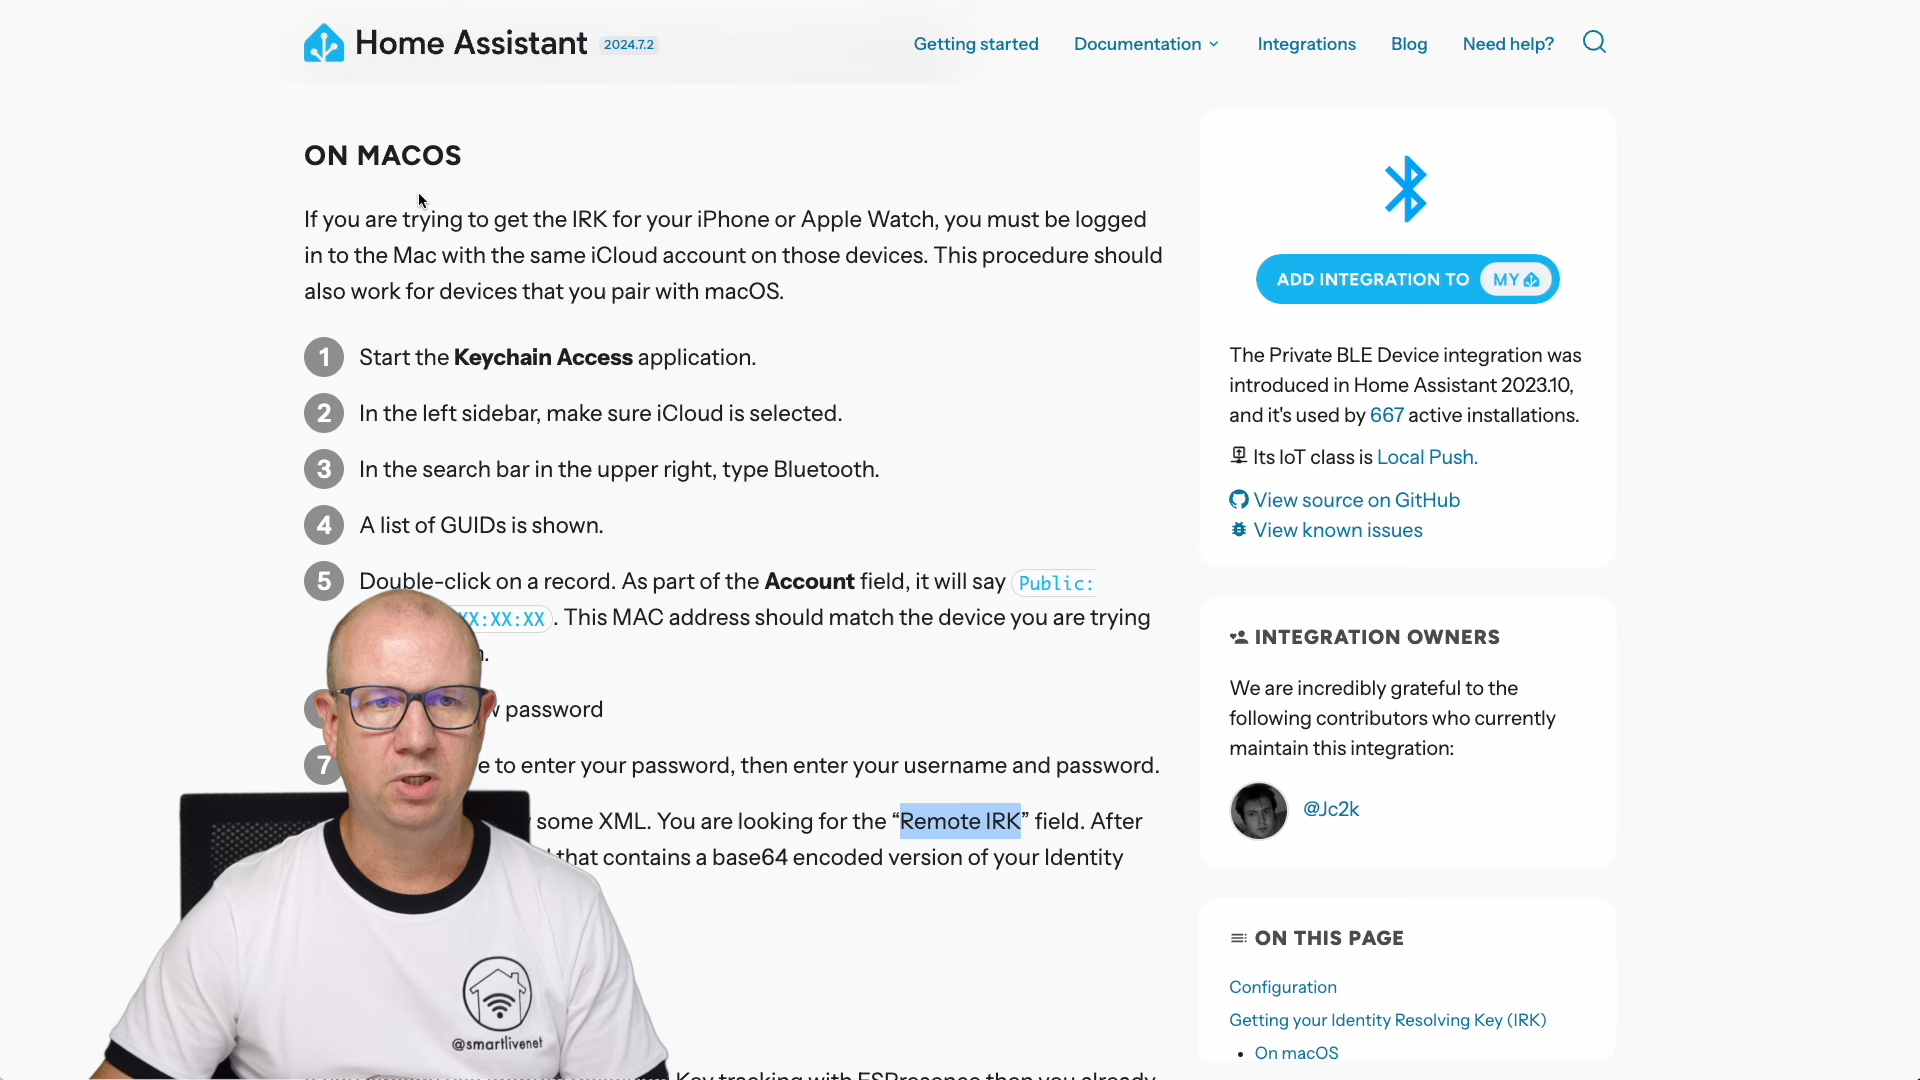 Home Assistant 2024.7.2
Getting started Documentation Integrations Blog Need help?
ON MACOS
If you are trying to get the IRK for your iPhone or Apple Watch, you must be logged
in to the Mac with the same iCloud account on those devices. This procedure should
also work for devices that you pair with macOS.
1 Start the Keychain Access application.
2 In the left sidebar, make sure iCloud is selected.
3 In the search bar in the upper right, type Bluetooth.
4 A list of GUIDs is shown.
5 Double-click on a record. As part of the Account field, it will say Public:
XX:XX:XX. This MAC address should match the device you are trying
password
7 to enter your password, then enter your username and password.
some XML. You are looking for the “Remote IRK” field. After
that contains a base64 encoded version of your Identity
Key tracking with ESPresense then you already
@smartlivenet
ADD INTEGRATION TO MY
The Private BLE Device integration was
introduced in Home Assistant 2023.10,
and it's used by 667 active installations.
Its IoT class is Local Push.
View source on GitHub
View known issues
INTEGRATION OWNERS
We are incredibly grateful to the
following contributors who currently
maintain this integration:
@Jc2k
ON THIS PAGE
Configuration
Getting your Identity Resolving Key (IRK)
• On macOS